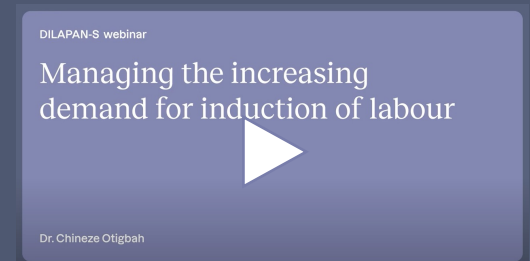 DILAPAN-S webinar
Managing the increasing
demand for induction of labour
Dr. Chineze Otigbah